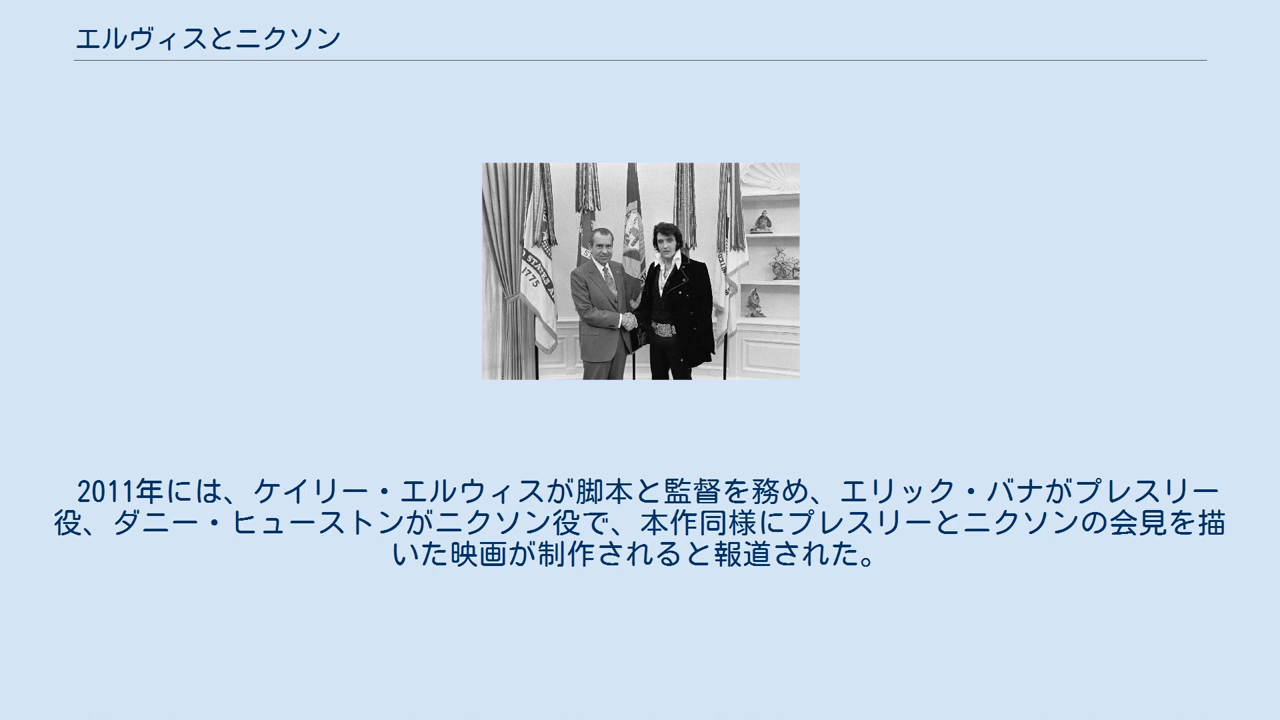 エルヴィスとニクソン
STATES
1775
2011年には、ケイリー・エルウィスが脚本と監督を務め、エリック・バナがプレスリー
役、ダニー・ヒューストンがニクソン役で、本作同様にプレスリーとニクソンの会見を描
いた映画が制作されると報道された。